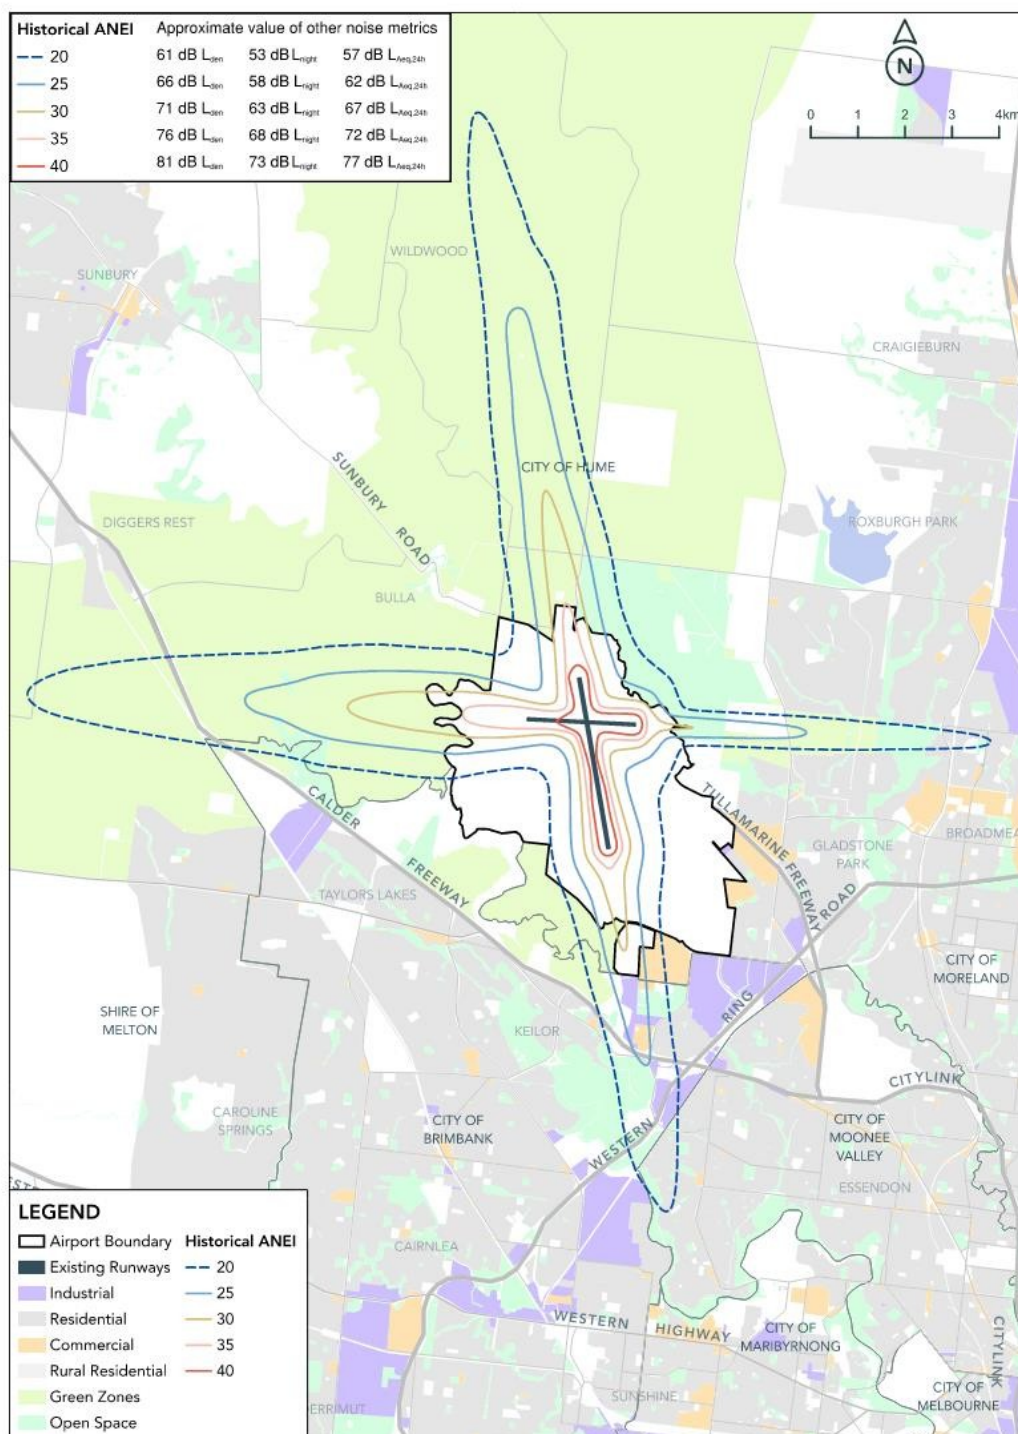 Historical ANEI Approximate value of other noise metrics
20 61 dB Lden 53 dB Lnight 57 dB LAeq,24h
25 66 dB Lden 58 dB Lnight 62 dB LAeq,24h
30 71 dB Lden 63 dB Lnight 67 dB LAeq,24h
35 76 dB Lden 68 dB Lnight 72 dB LAeq,24h
40 81 dB Lden 73 dB Lnight 77 dB LAeq,24h
N
0 1 2 3 4km
WILDWOOD
SUNBURY
CRAIGIEBURN
SUNBURY ROAD
CITY OF HUME
DIGGERS REST
ROXBURGH PARK
BULLA
CALDER FREEWAY
TULLAMARINE FREEWAY
GLADSTONE
PARK
BROADMEA
TAYLORS LAKES
RING ROAD
CITY OF
MORELAND
SHIRE OF
MELTON
KEILOR
CITYLINK
CAROLINE
SPRINGS
CITY OF
BRIMBANK
WESTERN
CITY OF
MOONEE
VALLEY
ESSENDON
CAIRNLEA
WESTERN HIGHWAY
CITY OF
MARIBYRNONG
CITYLINK
SUNSHINE
CITY OF
MELBOURNE
ERRIMUT
LEGEND
Airport Boundary Historical ANEI
Existing Runways 20
Industrial 25
Residential 30
Commercial 35
Rural Residential 40
Green Zones
Open Space